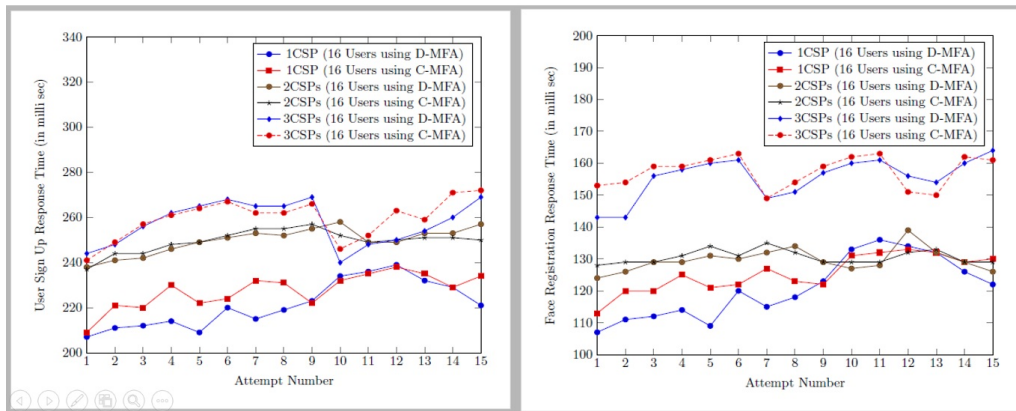 340
320
300
280
260
240
220
200
1 2 3 4 5 6 7 8 9 10 11 12 13 14 15
User Sign Up Response Time (in milli sec)
Attempt Number
1CSP (16 Users using D-MFA)
1CSP (16 Users using C-MFA)
2CSPs (16 Users using D-MFA)
2CSPs (16 Users using C-MFA)
3CSPs (16 Users using D-MFA)
3CSPs (16 Users using C-MFA)
200
190
180
170
160
150
140
130
120
110
100
1 2 3 4 5 6 7 8 9 10 11 12 13 14 15
Face Registration Response Time (in milli sec)
Attempt Number
1CSP (16 Users using D-MFA)
1CSP (16 Users using C-MFA)
2CSPs (16 Users using D-MFA)
2CSPs (16 Users using C-MFA)
3CSPs (16 Users using D-MFA)
3CSPs (16 Users using C-MFA)